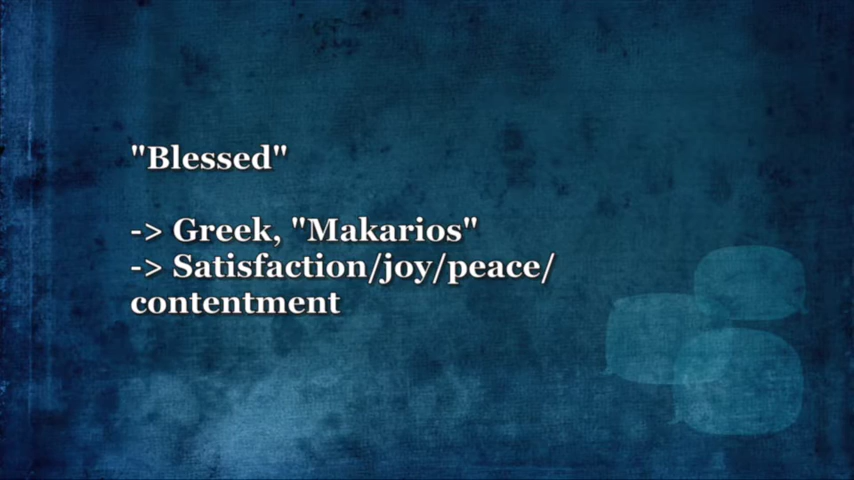 "Blessed"
-> Greek, "Makarios"
-> Satisfaction/joy/peace/
contentment